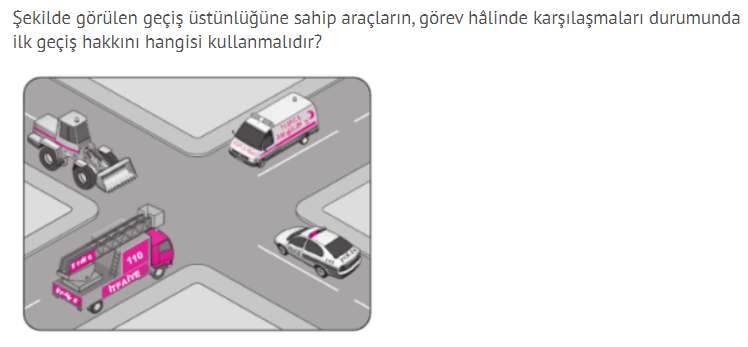 Şekilde görülen geçiş üstünlüğüne sahip araçların, görev hâlinde karşılaşmaları durumunda
ilk geçiş hakkını hangisi kullanmalıdır?
110
İTFAİYE
POLİS